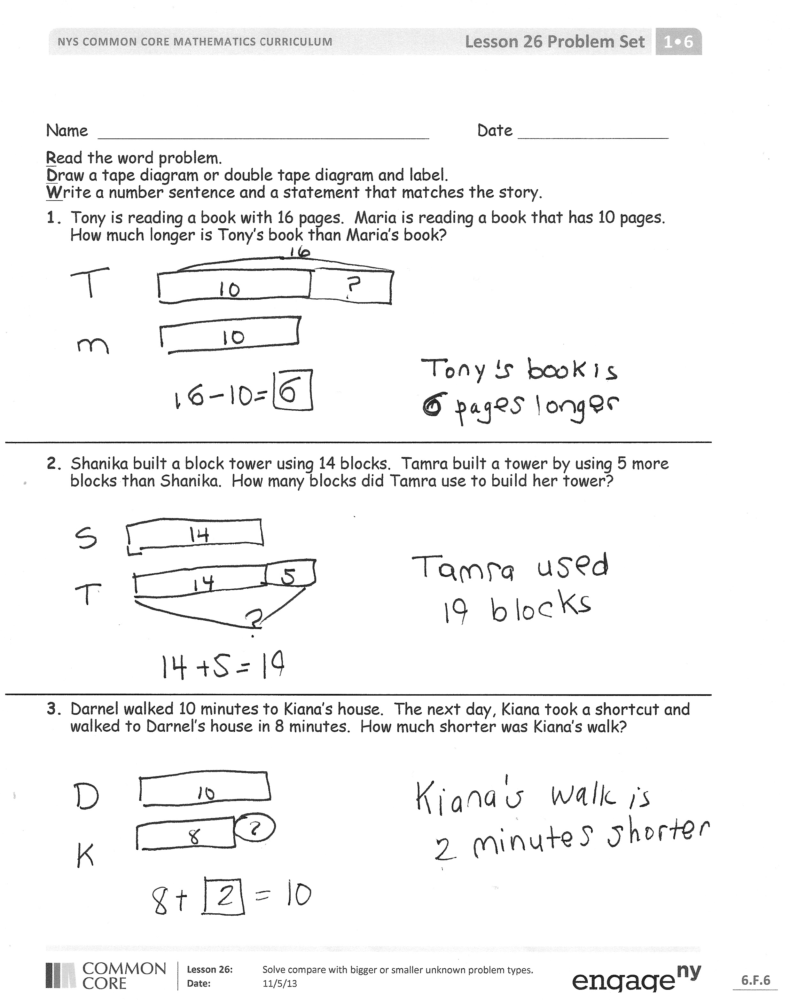 NYS COMMON CORE MATHEMATICS CURRICULUM Lesson 26 Problem Set 1•6
Name Date
Read the word problem.
Draw a tape diagram or double tape diagram and label.
Write a number sentence and a statement that matches the story.
1. Tony is reading a book with 16 pages. Maria is reading a book that has 10 pages.
How much longer is Tony's book than Maria's book?
16
T 10 ?
m 10
16-10=6
Tony's book is
6 pages longer
2. Shanika built a block tower using 14 blocks. Tamra built a tower by using 5 more
blocks than Shanika. How many blocks did Tamra use to build her tower?
S 14
T 14 5
?
14+5=19
Tamra used
19 blocks
3. Darnel walked 10 minutes to Kiana's house. The next day, Kiana took a shortcut and
walked to Darnel's house in 8 minutes. How much shorter was Kiana's walk?
D 10
K 8 ?
8+2=10
Kiana's walk is
2 minutes shorter
COMMON
CORE
Lesson 26: Solve compare with bigger or smaller unknown problem types.
Date: 11/5/13
engage ny
6.F.6